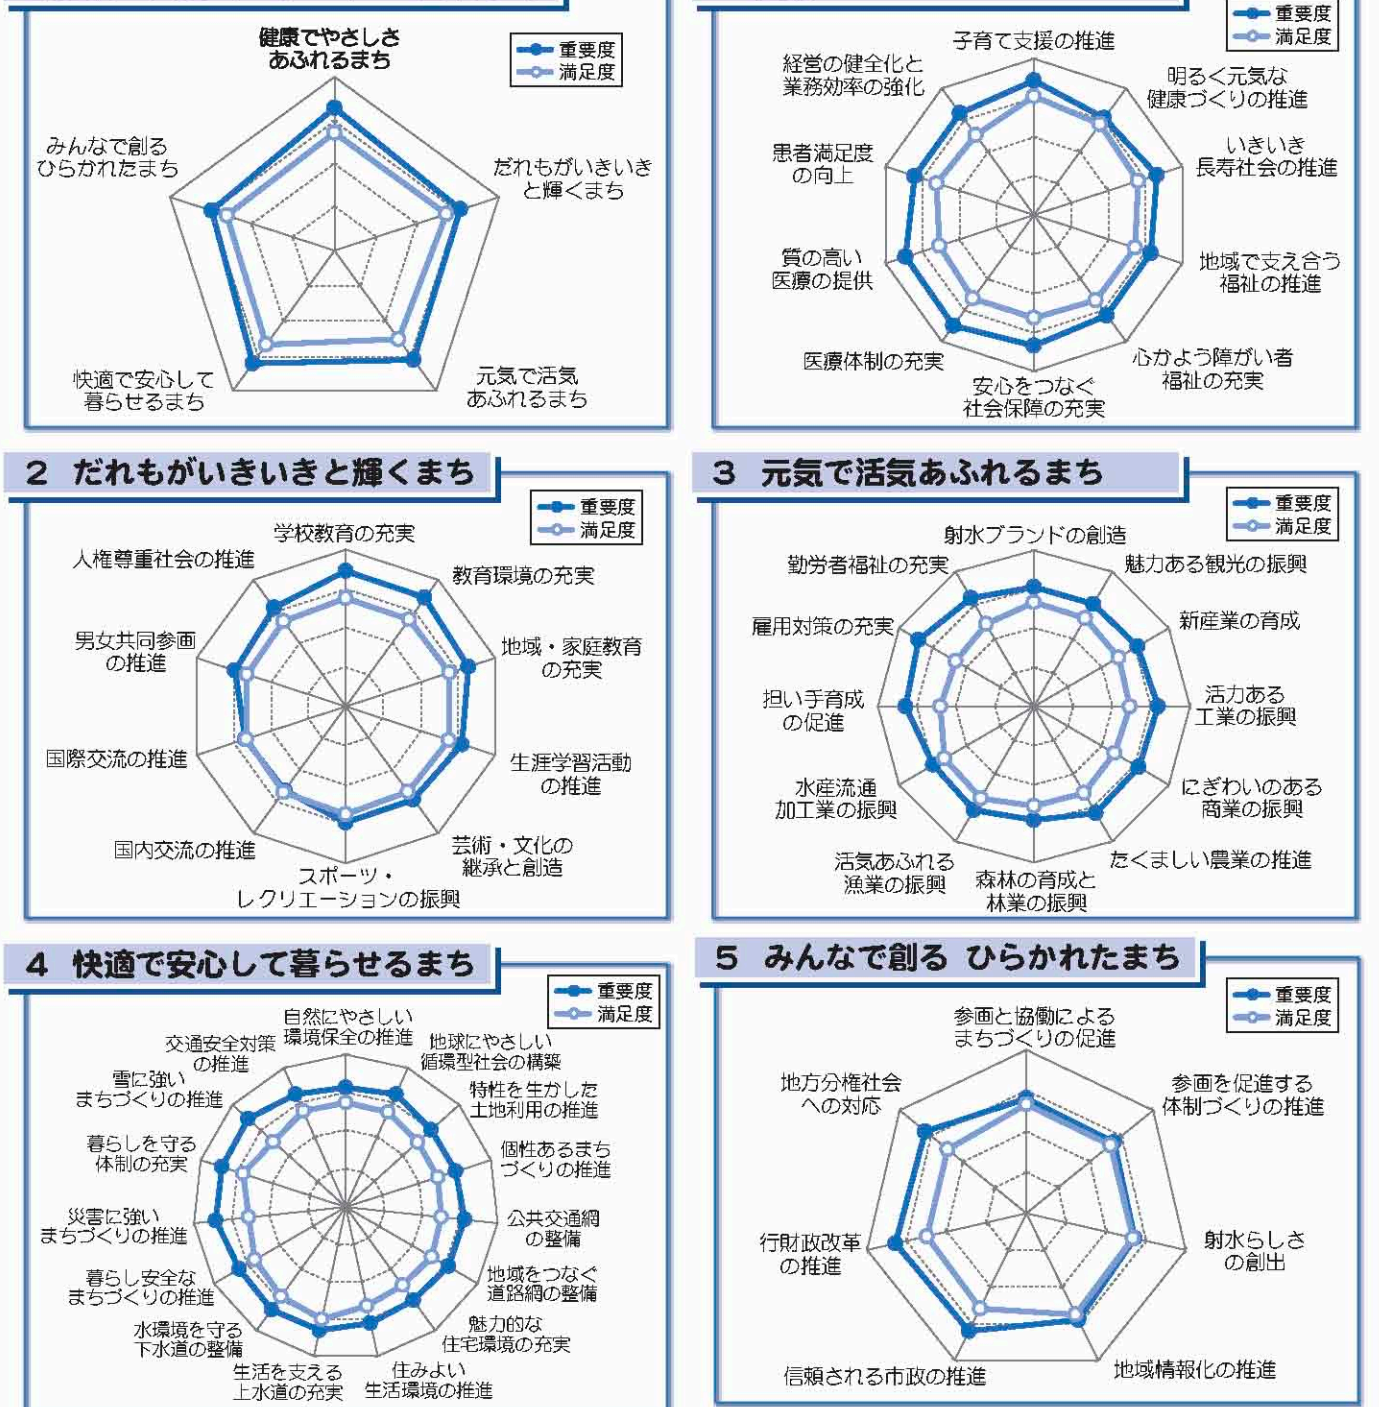 重要度
満足度
健康でやさしさ
あふれるまち
だれもがいきいき
と輝くまち
元気で活気
あふれるまち
快適で安心して
暮らせるまち
みんなで創る
ひらかれたまち
重要度
満足度
子育て支援の推進
明るく元気な
健康づくりの推進
いきいき
長寿社会の推進
地域で支え合う
福祉の推進
心かよう障がい者
福祉の充実
安心をつなぐ
社会保障の充実
医療体制の充実
質の高い
医療の提供
患者満足度
の向上
経営の健全化と
業務効率の強化
2 だれもがいきいきと輝くまち
重要度
満足度
学校教育の充実
教育環境の充実
地域・家庭教育
の充実
生涯学習活動
の推進
芸術・文化の
継承と創造
スポーツ・
レクリエーションの振興
国内交流の推進
国際交流の推進
男女共同参画
の推進
人権尊重社会の推進
3 元気で活気あふれるまち
重要度
満足度
射水ブランドの創造
魅力ある観光の振興
新産業の育成
活力ある
工業の振興
にぎわいのある
商業の振興
たくましい農業の推進
森林の育成と
林業の振興
活気あふれる
漁業の振興
水産流通
加工業の振興
担い手育成
の促進
雇用対策の充実
勤労者福祉の充実
4 快適で安心して暮らせるまち
重要度
満足度
自然にやさしい
環境保全の推進
地球にやさしい
循環型社会の構築
特性を生かした
土地利用の推進
個性あるまち
づくりの推進
公共交通網
の整備
地域をつなぐ
道路網の整備
魅力的な
住宅環境の充実
住みよい
生活環境の推進
生活を支える
上水道の充実
水環境を守る
下水道の整備
暮らし安全な
まちづくりの推進
災害に強い
まちづくりの推進
暮らしを守る
体制の充実
雪に強い
まちづくりの推進
交通安全対策
の推進
5 みんなで創る ひらかれたまち
重要度
満足度
参画と協働による
まちづくりの促進
参画を促進する
体制づくりの推進
射水らしさ
の創出
地域情報化の推進
信頼される市政の推進
行財政改革
の推進
地方分権社会
への対応